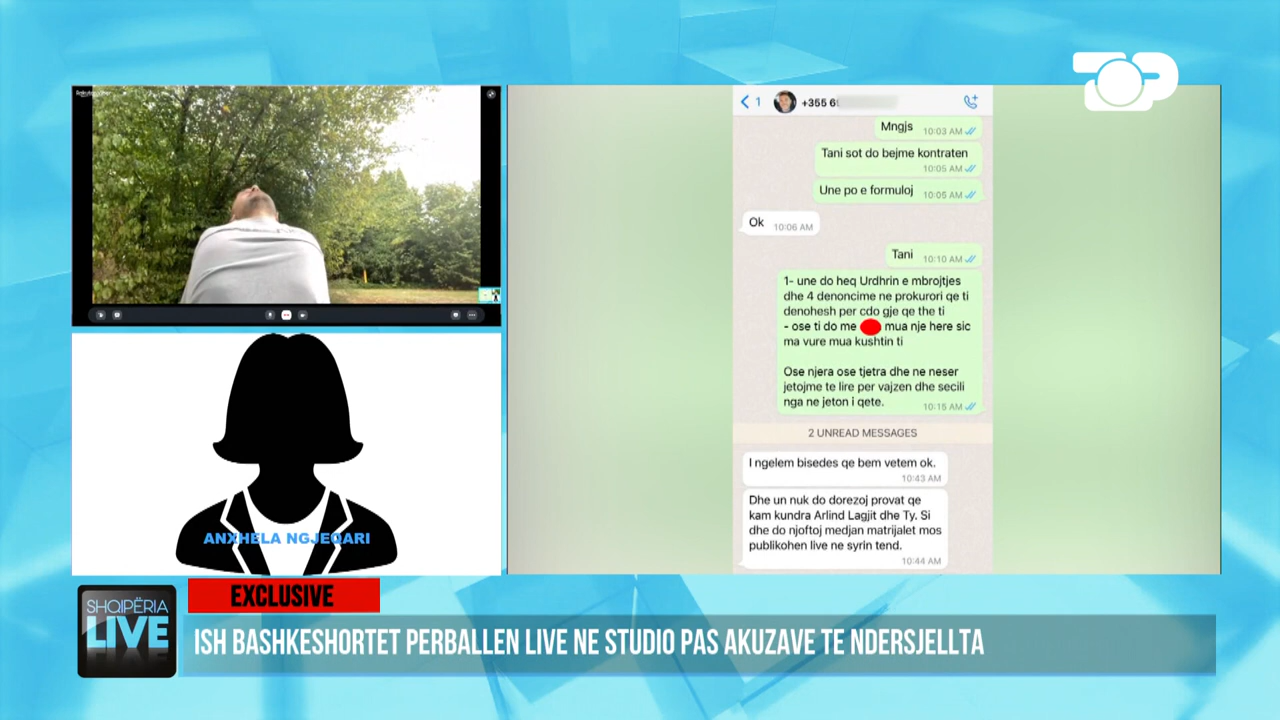 TOP
1
+355 6
Mngjs
10:03 AM
Tani sot do bejme kontraten
10:05 AM
Une po e formuloj
10:05 AM
Ok
10:06 AM
Tani
10:10 AM
1- une do heq Urdhrin e mbrojtjes
dhe 4 denoncime ne prokurori qe ti
denohesh per cdo gje qe the ti
- ose ti do me mua nje here sic
ma vure mua kushtin ti
Ose njera ose tjetra dhe ne neser
jetojme te lire per vajzen dhe secili
nga ne jeton i qete.
10:15 AM
2 UNREAD MESSAGES
I ngelem bisedes qe bem vetem ok.
10:43 AM
Dhe un nuk do dorezoj provat qe
kam kundra Arlind Lagjit dhe Ty. Si
dhe do njoftoj medjan matrijalet mos
publikohen live ne syrin tend.
10:44 AM
ANXHELA NGJEQARI
EXCLUSIVE
SHQIPËRIA
LIVE
ISH BASHKESHORTET PERBALLEN LIVE NE STUDIO PAS AKUZAVE TE NDERSJELLTA